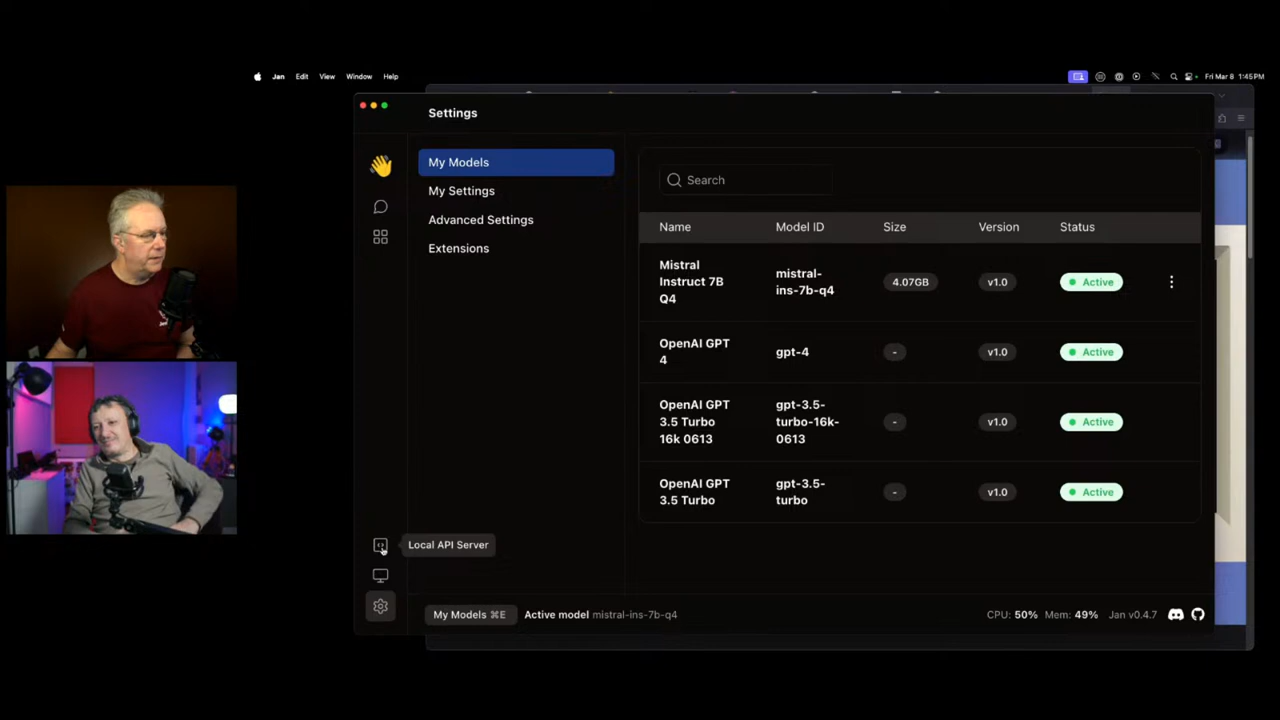 Jan Edit View Window Help
Fri Mar 8 1:45PM
Settings
My Models
My Settings
Advanced Settings
Extensions
Search
Name Model ID Size Version Status
Mistral
Instruct 7B
Q4
mistral-
ins-7b-q4
4.07GB
v1.0
Active
OpenAI GPT
4
gpt-4
-
v1.0
Active
OpenAI GPT
3.5 Turbo
16k 0613
gpt-3.5-
turbo-16k-
0613
-
v1.0
Active
OpenAI GPT
3.5 Turbo
gpt-3.5-
turbo
-
v1.0
Active
Local API Server
My Models ⌘E Active model mistral-ins-7b-q4 CPU: 50% Mem: 49% Jan v0.4.7